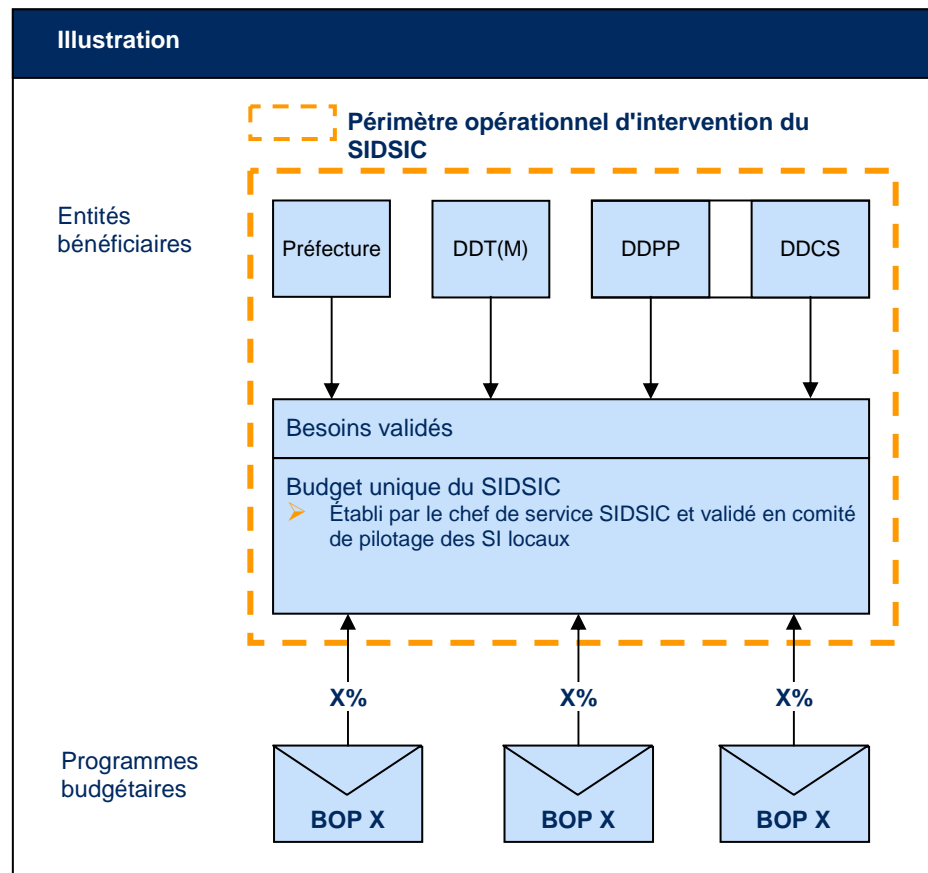 Illustration
Périmètre opérationnel d'intervention du
SIDSIC
Entités
bénéficiaires
Préfecture
DDT(M)
DDPP
DDCS
Besoins validés
Budget unique du SIDSIC
➢ Établi par le chef de service SIDSIC et validé en comité
de pilotage des SI locaux
X%
X%
X%
Programmes
budgétaires
BOP X
BOP X
BOP X